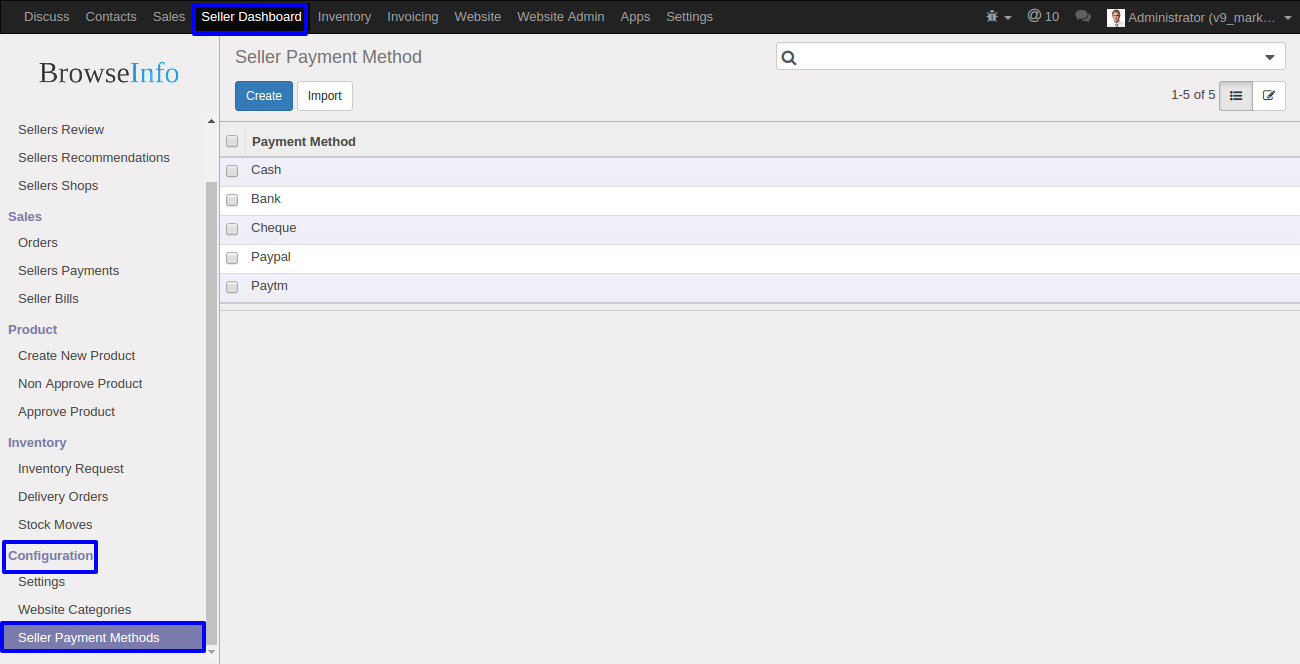 Discuss Contacts Sales Seller Dashboard Inventory Invoicing Website Website Admin Apps Settings @10 Administrator (v9_mark...
BrowseInfo
Sellers Review
Sellers Recommendations
Sellers Shops
Sales
Orders
Sellers Payments
Seller Bills
Product
Create New Product
Non Approve Product
Approve Product
Inventory
Inventory Request
Delivery Orders
Stock Moves
Configuration
Settings
Website Categories
Seller Payment Methods
Seller Payment Method
Create Import 1-5 of 5
Payment Method
Cash
Bank
Cheque
Paypal
Paytm